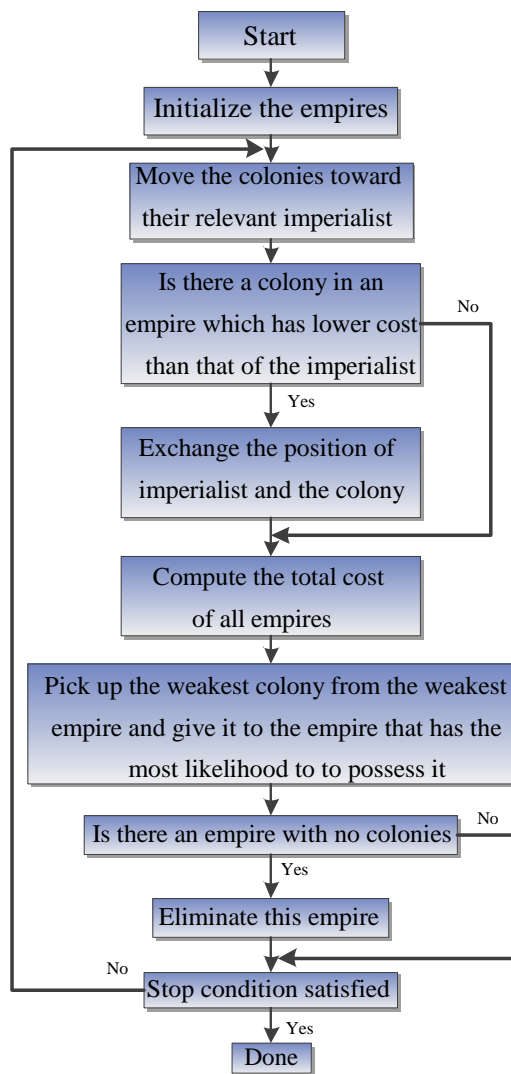 Start
Initialize the empires
Move the colonies toward
their relevant imperialist
Is there a colony in an
empire which has lower cost
than that of the imperialist
No
Yes
Exchange the position of
imperialist and the colony
Compute the total cost
of all empires
Pick up the weakest colony from the weakest
empire and give it to the empire that has the
most likelihood to to possess it
Is there an empire with no colonies
No
Yes
Eliminate this empire
No
Stop condition satisfied
Yes
Done